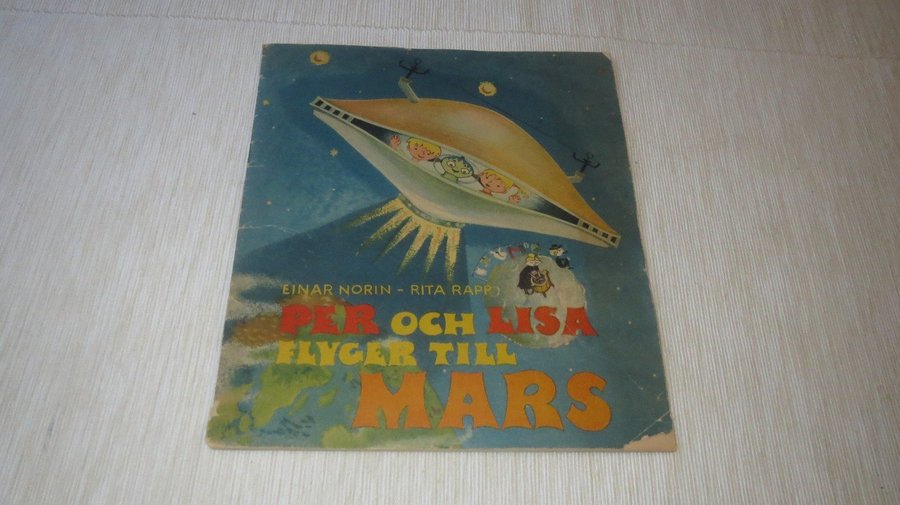 EINAR NORIN - RITA RAPP
PER OCH LISA
FLYGER TILL
MARS